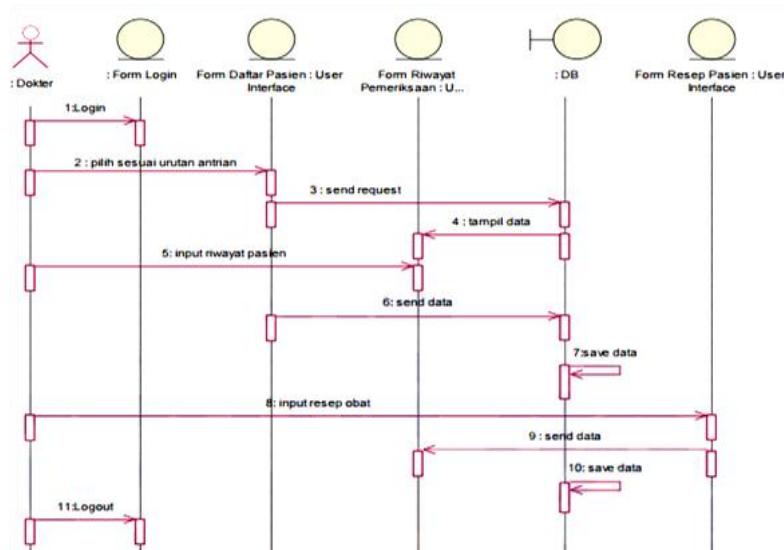 : Dokter
: Form Login
Form Daftar Pasien : User
Interface
Form Riwayat
Pemeriksaan : U...
: DB
Form Resep Pasien : User
Interface
1:Login
2 : pilih sesuai urutan antrian
3 : send request
4 : tampil data
5: input riwayat pasien
6: send data
7:save data
8: input resep obat
9 : send data
10: save data
11:Logout